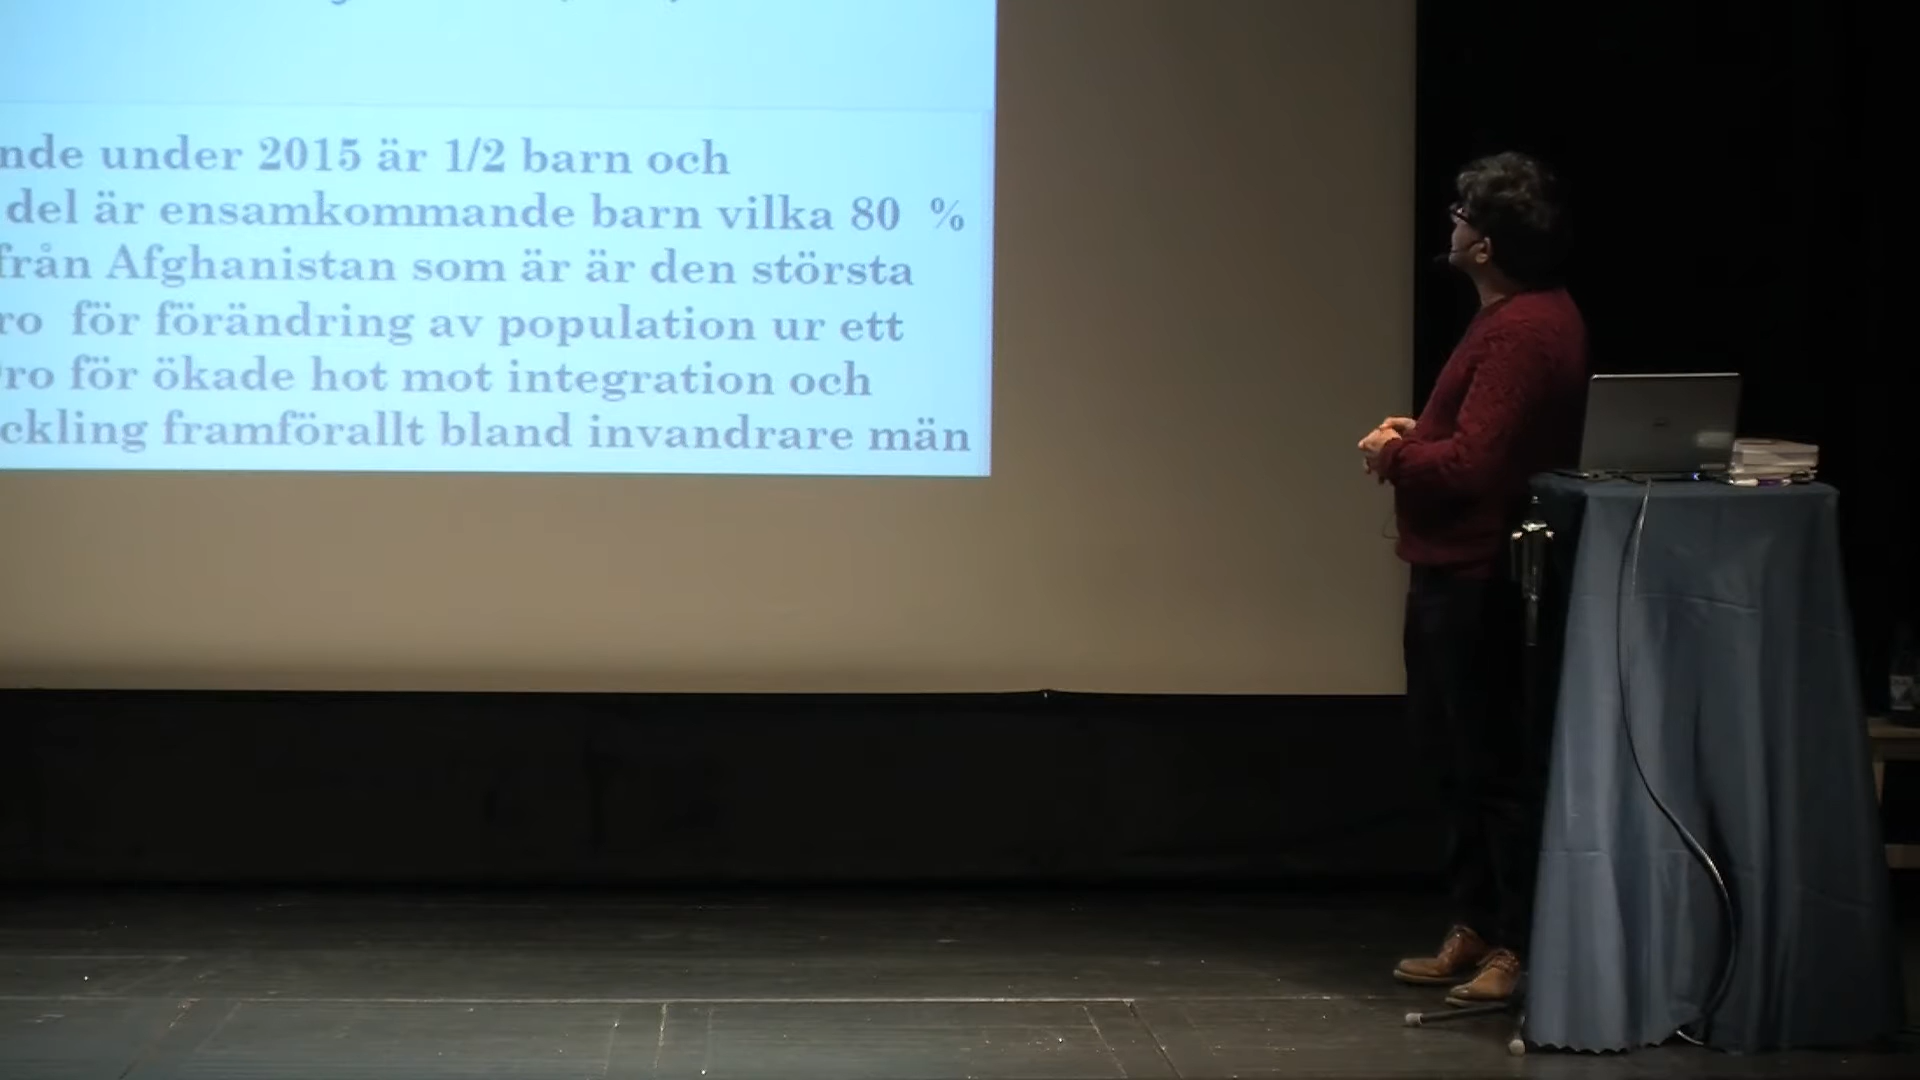 nde under 2015 är 1/2 barn och
del är ensamkommande barn vilka 80 %
från Afghanistan som är är den största
ro för förändring av population ur ett
ro för ökade hot mot integration och
ckling framförallt bland invandrare män